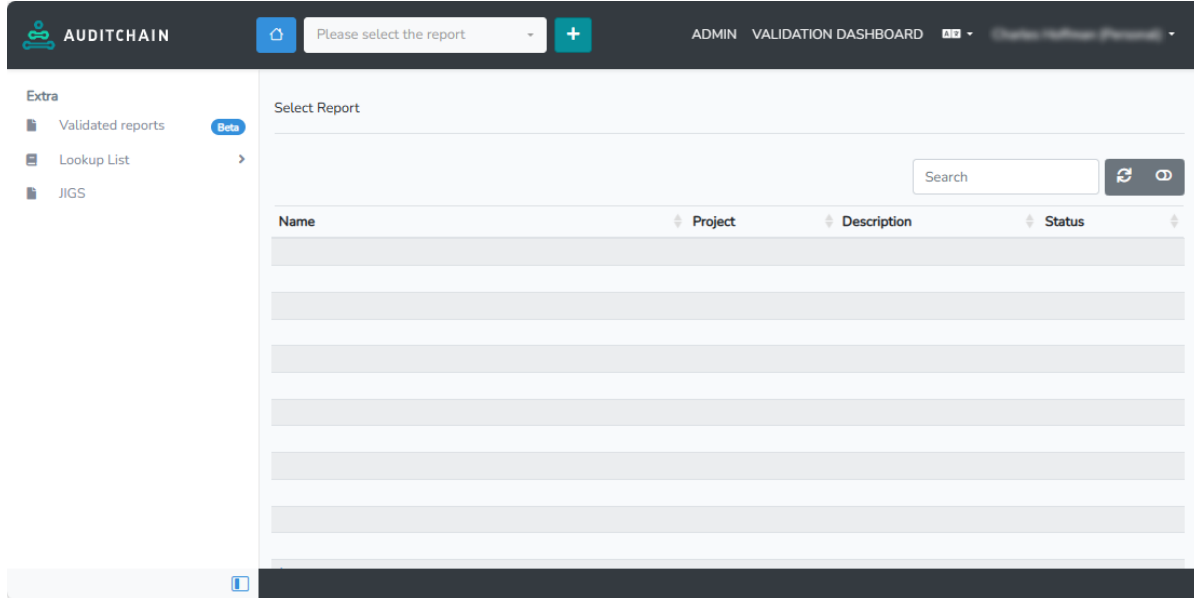 AUDITCHAIN
Please select the report
ADMIN VALIDATION DASHBOARD
Extra
Validated reports Beta
Lookup List
JIGS
Select Report
Search
Name Project Description Status